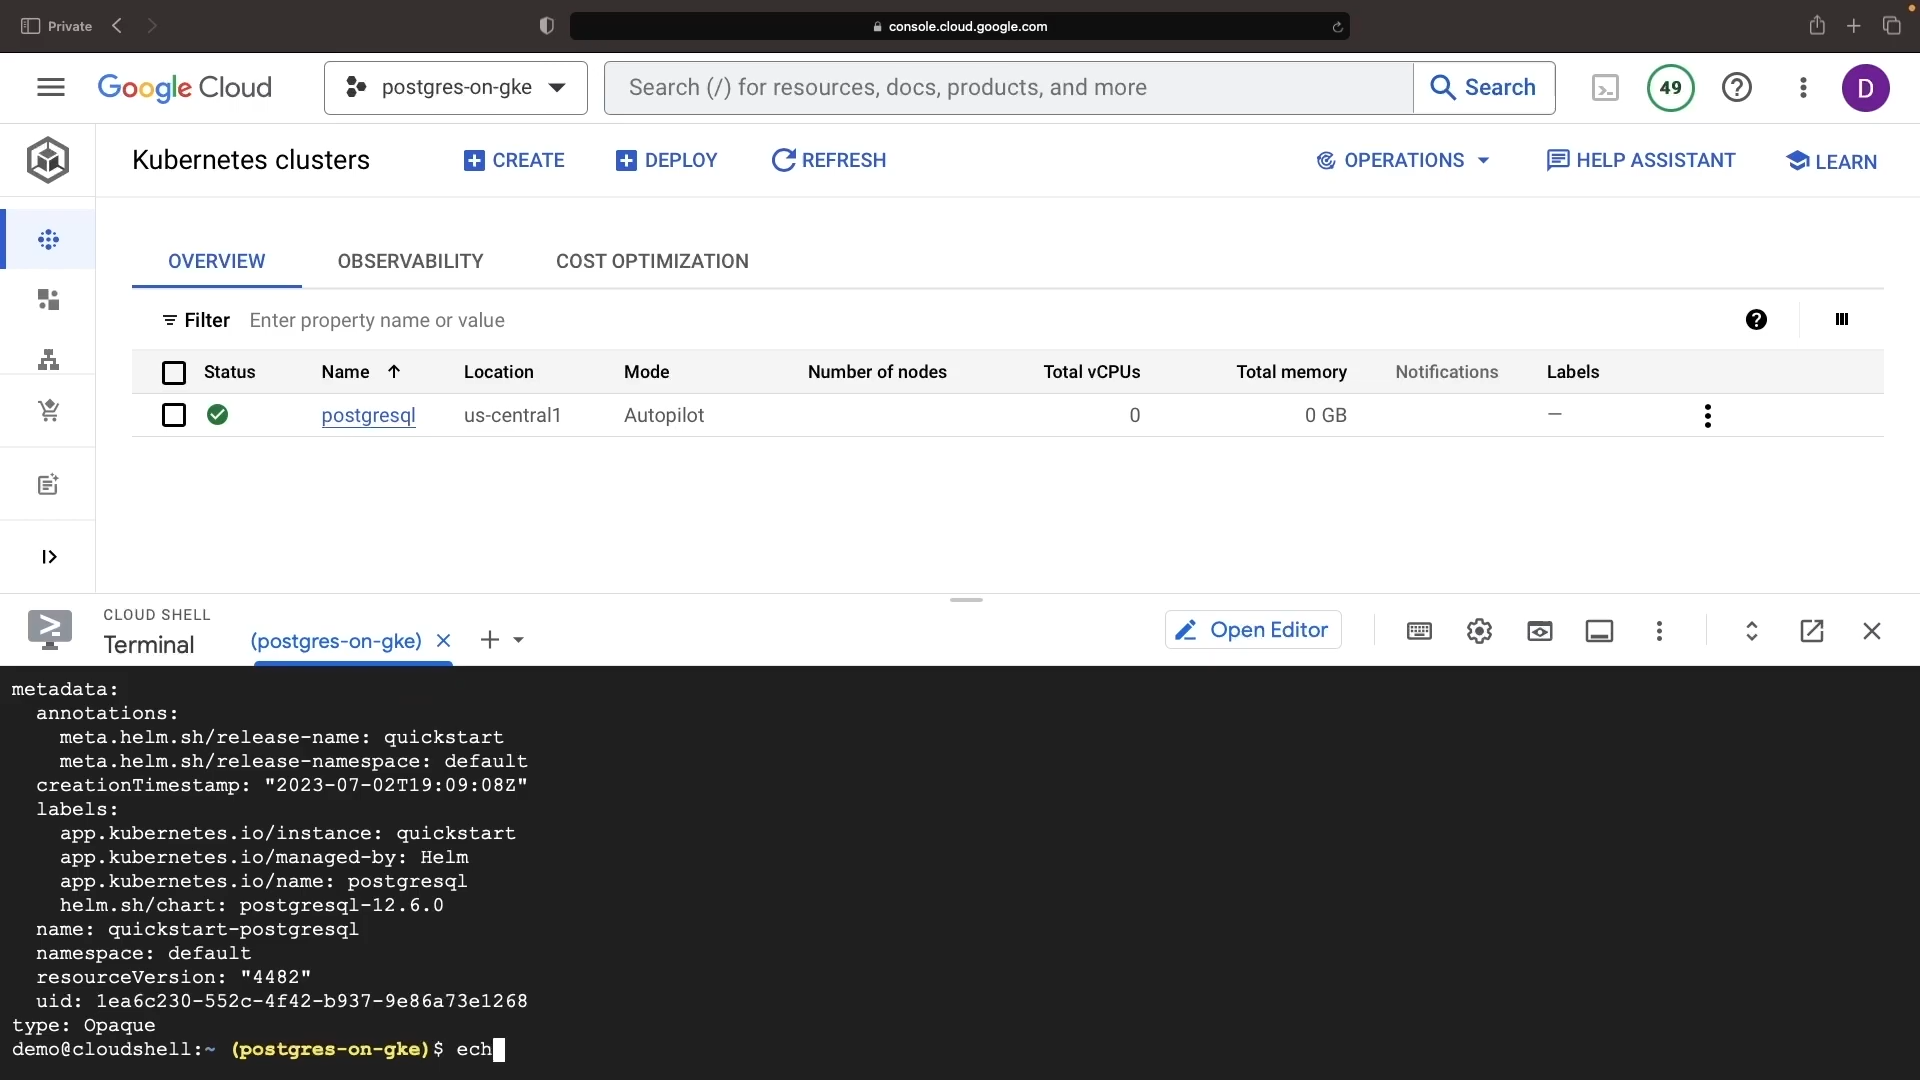 Private
console.cloud.google.com
Google Cloud
postgres-on-gke
Search (/) for resources, docs, products, and more
Search
49
D
Kubernetes clusters
CREATE
DEPLOY
REFRESH
OPERATIONS
HELP ASSISTANT
LEARN
OVERVIEW
OBSERVABILITY
COST OPTIMIZATION
Filter
Enter property name or value
Status
Name
Location
Mode
Number of nodes
Total vCPUs
Total memory
Notifications
Labels
postgresql
us-central1
Autopilot
0
0 GB
—
CLOUD SHELL
Terminal
(postgres-on-gke)
Open Editor
metadata:
annotations:
meta.helm.sh/release-name: quickstart
meta.helm.sh/release-namespace: default
creationTimestamp: "2023-07-02T19:09:08Z"
labels:
app.kubernetes.io/instance: quickstart
app.kubernetes.io/managed-by: Helm
app.kubernetes.io/name: postgresql
helm.sh/chart: postgresql-12.6.0
name: quickstart-postgresql
namespace: default
resourceVersion: "4482"
uid: 1ea6c230-552c-4f42-b937-9e86a73e1268
type: Opaque
demo@cloudshell:~ (postgres-on-gke)$ ech